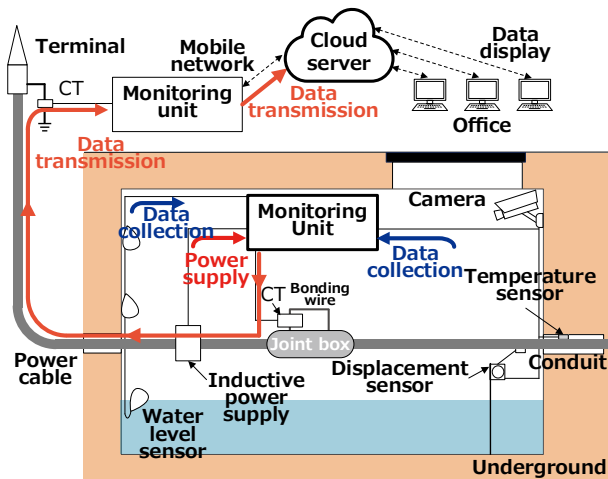 Terminal
CT
Mobile
network
Cloud
server
Data
display
Monitoring
unit
Data
transmission
Office
Data
transmission
Camera
Monitoring
Unit
Data
collection
Power
supply
Data
collection
Temperature
sensor
CT
Bonding
wire
Joint box
Power
cable
Inductive
power
supply
Displacement
sensor
Conduit
Water
level
sensor
Underground